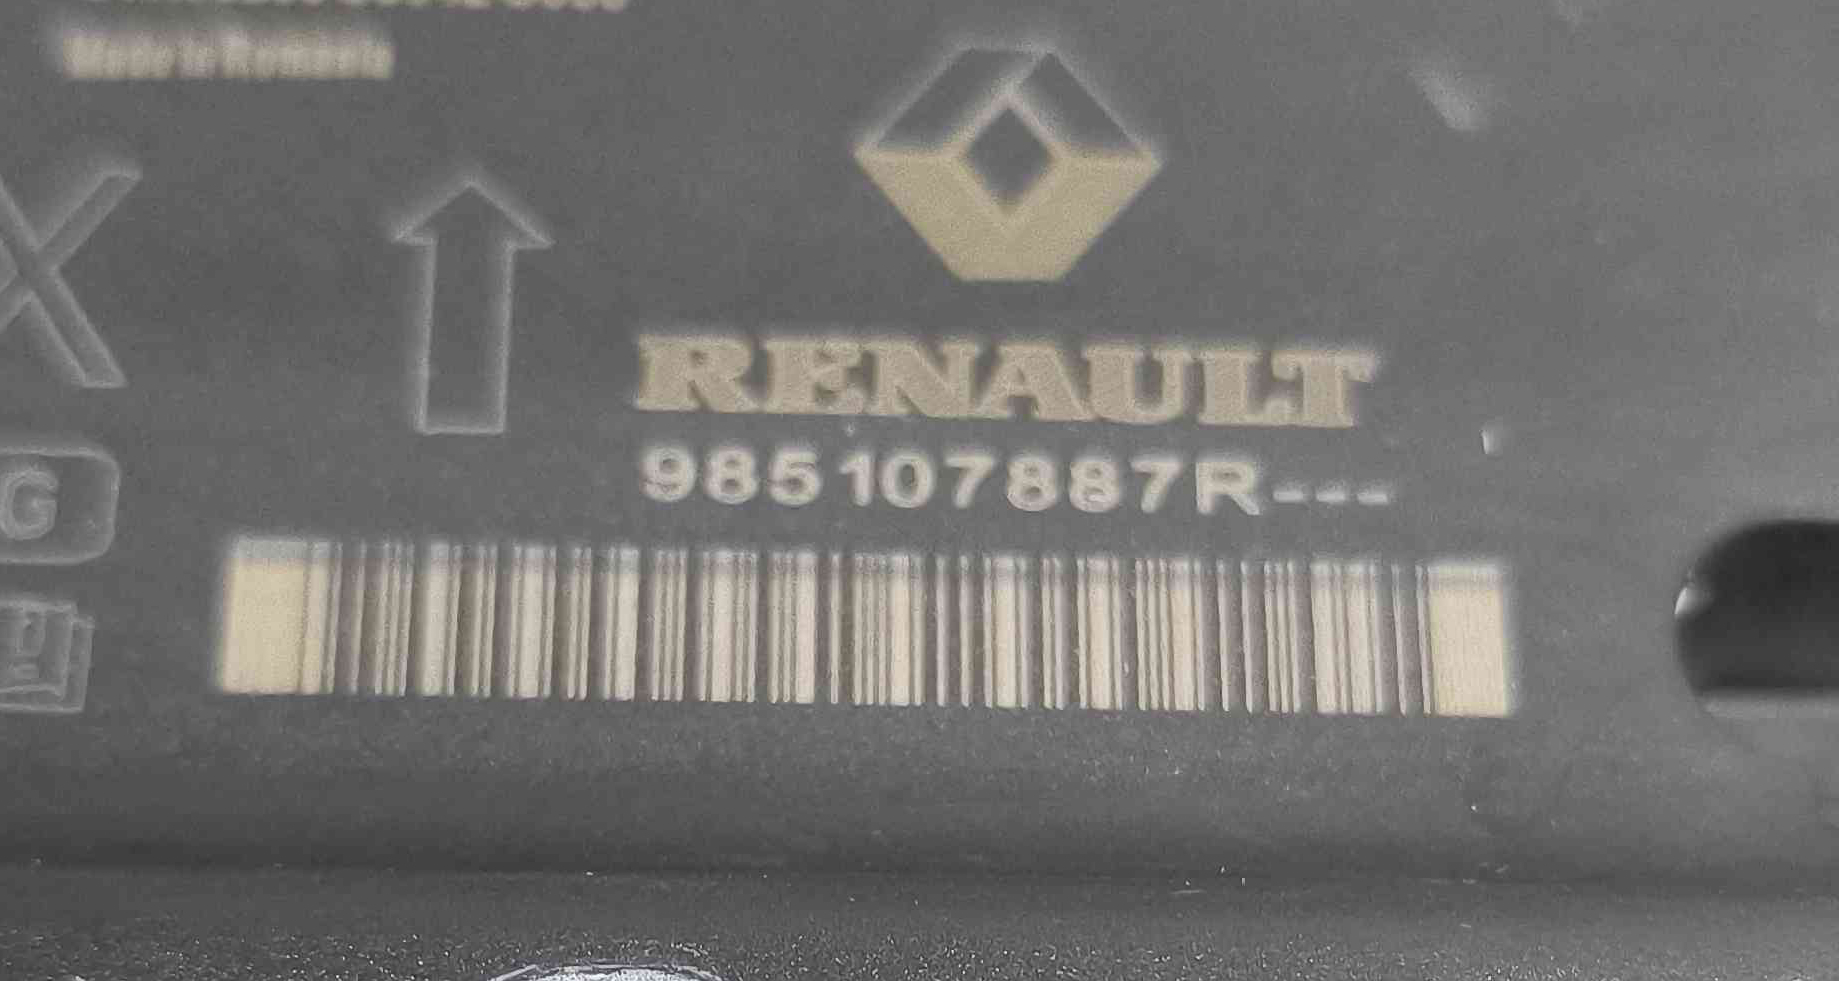 Made in Romania
X
RENAULT
985107887R---
G